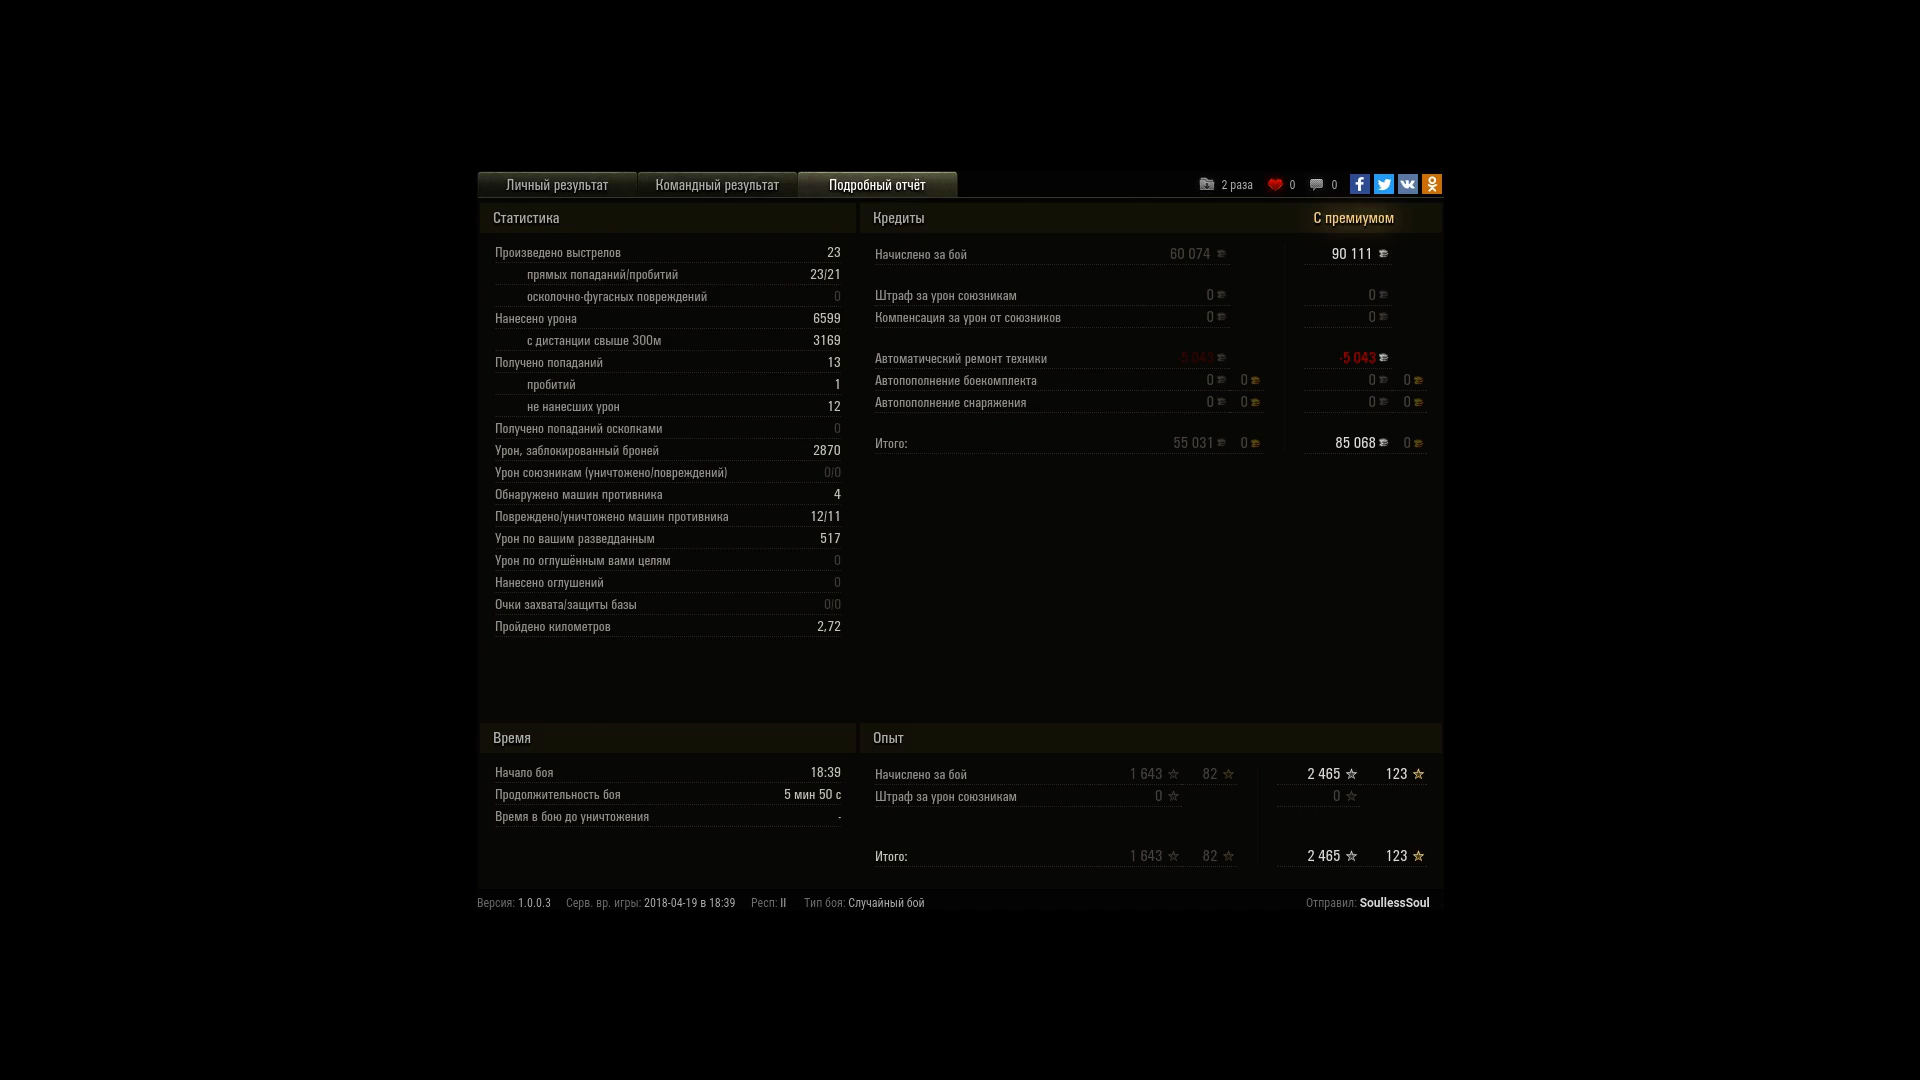 Личный результат Командный результат Подробный отчёт 2 раза 0 0
Статистика
Произведено выстрелов 23
прямых попаданий/пробитий 23/21
осколочно-фугасных повреждений 0
Нанесено урона 6599
с дистанции свыше 300м 3169
Получено попаданий 13
пробитий 1
не нанесших урон 12
Получено попаданий осколками 0
Урон, заблокированный броней 2870
Урон союзникам (уничтожено/повреждений) 0/0
Обнаружено машин противника 4
Повреждено/уничтожено машин противника 12/11
Урон по вашим разведданным 517
Урон по оглушённым вами целям 0
Нанесено оглушений 0
Очки захвата/защиты базы 0/0
Пройдено километров 2,72
Кредиты С премиумом
Начислено за бой 60 074 90 111
Штраф за урон союзникам 0 0
Компенсация за урон от союзников 0 0
Автоматический ремонт техники -5 043 -5 043
Автопополнение боекомплекта 0 0 0 0
Автопополнение снаряжения 0 0 0 0
Итого: 55 031 0 85 068 0
Время
Начало боя 18:39
Продолжительность боя 5 мин 50 с
Время в бою до уничтожения -
Опыт
Начислено за бой 1 643 82 2 465 123
Штраф за урон союзникам 0 0
Итого: 1 643 82 2 465 123
Версия: 1.0.0.3 Серв. вр. игры: 2018-04-19 в 18:39 Респ: II Тип боя: Случайный бой Отправил: SoullessSoul